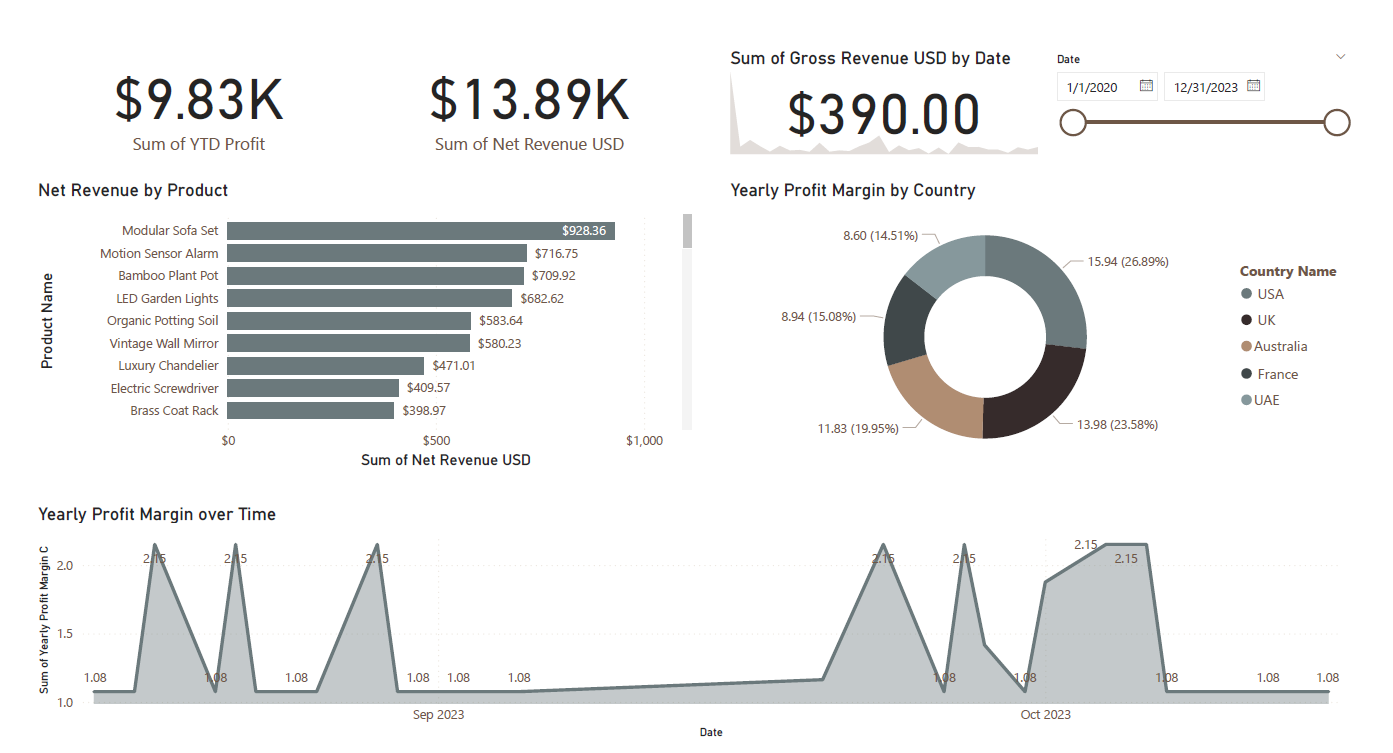 $9.83K
Sum of YTD Profit
$13.89K
Sum of Net Revenue USD
Sum of Gross Revenue USD by Date
$390.00
Date
1/1/2020
12/31/2023
Net Revenue by Product
Product Name
Modular Sofa Set $928.36
Motion Sensor Alarm $716.75
Bamboo Plant Pot $709.92
LED Garden Lights $682.62
Organic Potting Soil $583.64
Vintage Wall Mirror $580.23
Luxury Chandelier $471.01
Electric Screwdriver $409.57
Brass Coat Rack $398.97
$0 $500 $1,000
Sum of Net Revenue USD
Yearly Profit Margin by Country
8.60 (14.51%)
15.94 (26.89%)
8.94 (15.08%)
11.83 (19.95%)
13.98 (23.58%)
Country Name
USA
UK
Australia
France
UAE
Yearly Profit Margin over Time
Sum of Yearly Profit Margin C
2.0
1.5
1.0
2.15 2.15 2.15 2.15 2.15 2.15 2.15
1.08 1.08 1.08 1.08 1.08 1.08 1.08 1.08 1.08 1.08 1.08
Sep 2023 Oct 2023
Date